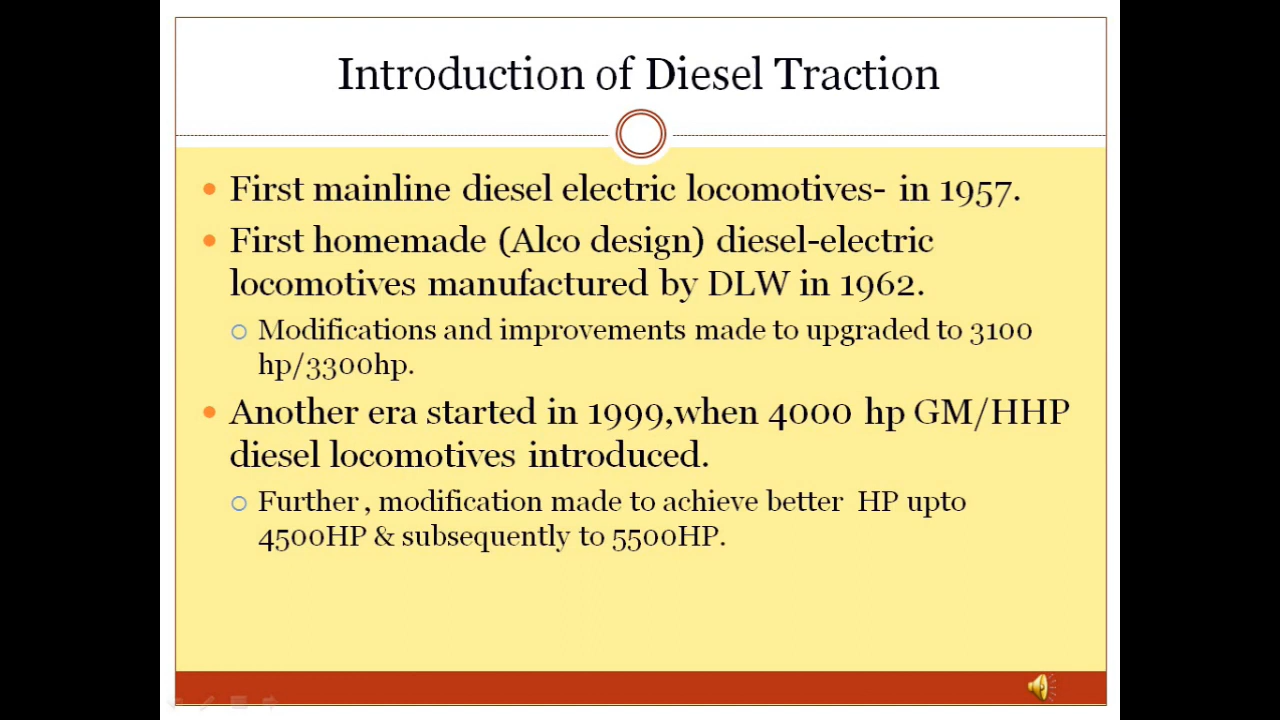 Introduction of Diesel Traction
First mainline diesel electric locomotives- in 1957.
First homemade (Alco design) diesel-electric
locomotives manufactured by DLW in 1962.
Modifications and improvements made to upgraded to 3100
hp/3300hp.
Another era started in 1999,when 4000 hp GM/HHP
diesel locomotives introduced.
Further , modification made to achieve better HP upto
4500HP & subsequently to 5500HP.